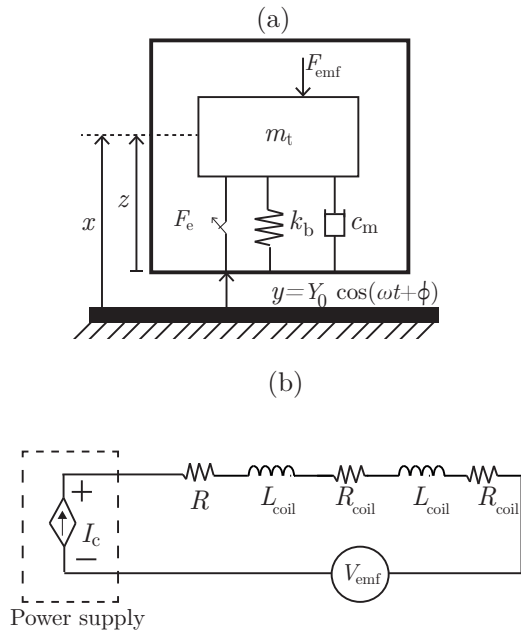 (a)
F_emf
m_t
x
z
F_e
k_b
c_m
y=Y_0 cos(ωt+ϕ)
(b)
+
I_c
−
R
L_coil
R_coil
L_coil
R_coil
V_emf
Power supply